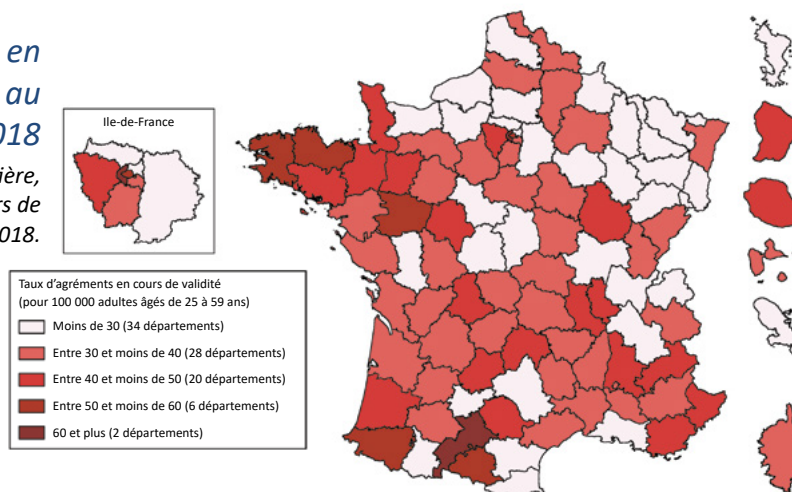 en
au
2018
ière,
rs de
2018.
Ile-de-France
Taux d'agréments en cours de validité
(pour 100 000 adultes âgés de 25 à 59 ans)
Moins de 30 (34 départements)
Entre 30 et moins de 40 (28 départements)
Entre 40 et moins de 50 (20 départements)
Entre 50 et moins de 60 (6 départements)
60 et plus (2 départements)